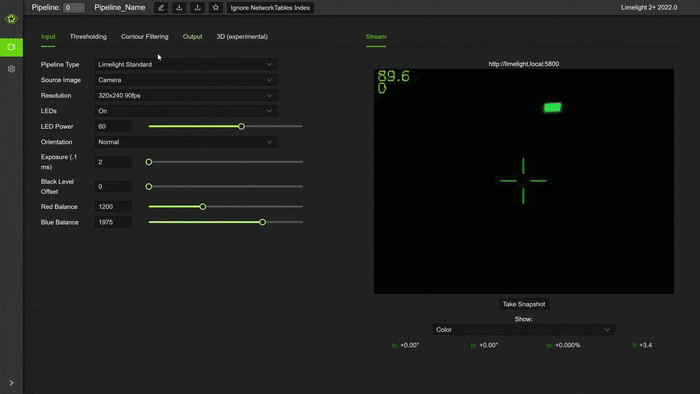 Pipeline: 0 Pipeline_Name Ignore NetworkTables Index Limelight 2+ 2022.0
Input Thresholding Contour Filtering Output 3D (experimental)
Pipeline Type Limelight Standard
Source Image Camera
Resolution 320x240 90fps
LEDs On
LED Power 60
Orientation Normal
Exposure (.1
ms) 2
Black Level
Offset 0
Red Balance 1200
Blue Balance 1975
Stream
http://limelight.local:5800
89.6
0
Take Snapshot
Show:
Color
tx: +0.00° ty: +0.00° ta: +0.000% tl: +3.4